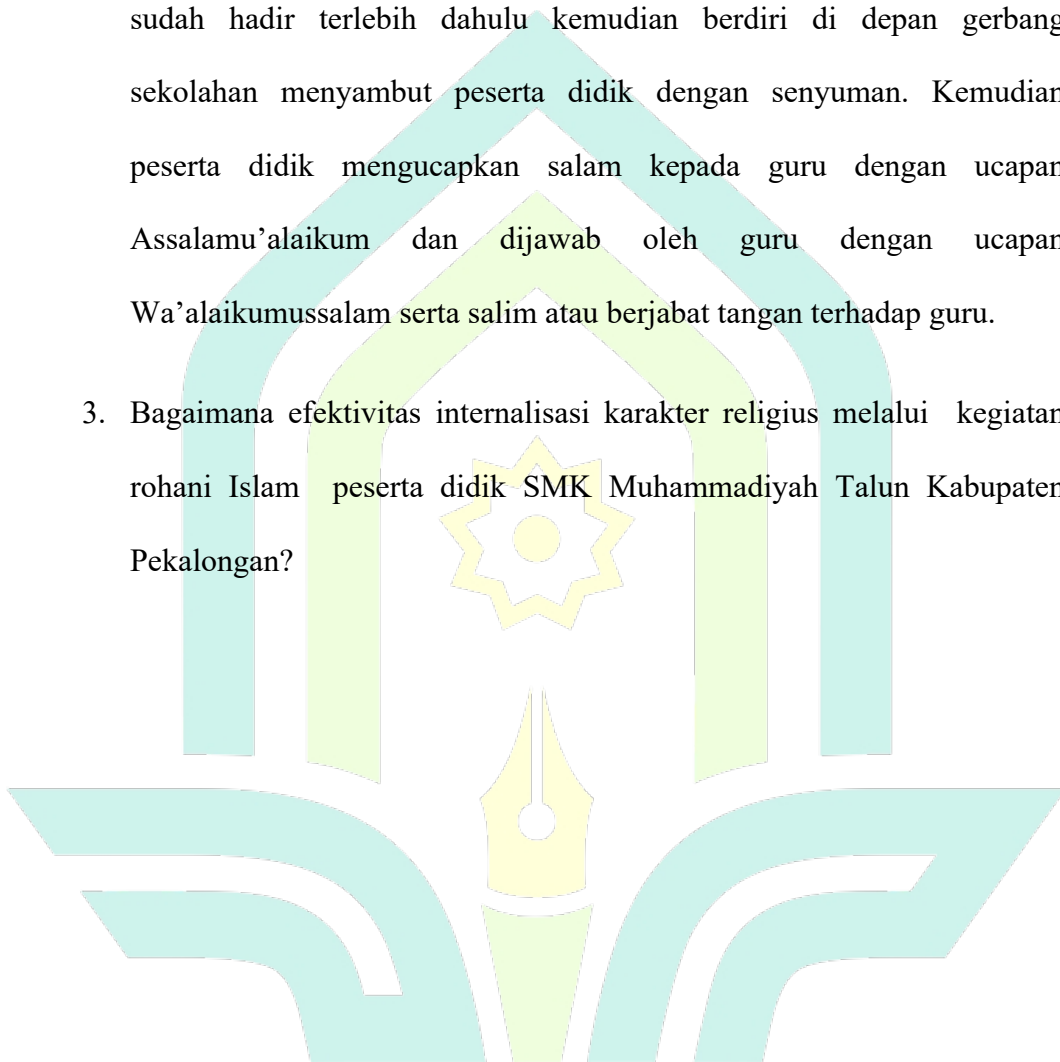 sudah hadir terlebih dahulu kemudian berdiri di depan gerbang
sekolahan menyambut peserta didik dengan senyuman. Kemudian
peserta didik mengucapkan salam kepada guru dengan ucapan
Assalamu’alaikum dan dijawab oleh guru dengan ucapan
Wa’alaikumussalam serta salim atau berjabat tangan terhadap guru.
3. Bagaimana efektivitas internalisasi karakter religius melalui kegiatan
rohani Islam peserta didik SMK Muhammadiyah Talun Kabupaten
Pekalongan?